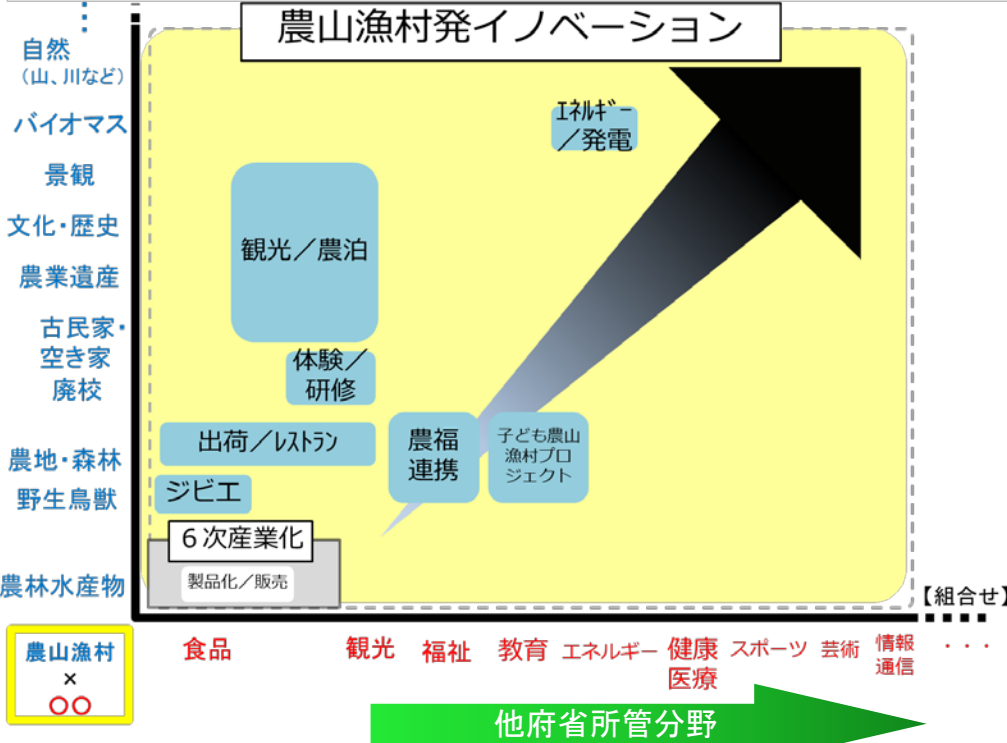 農山漁村発イノベーション
自然
(山、川など)
バイオマス
景観
文化・歴史
農業遺産
古民家・
空き家
廃校
農地・森林
野生鳥獣
農林水産物
ｴﾈﾙｷﾞｰ
／発電
観光／農泊
体験／
研修
出荷／ﾚｽﾄﾗﾝ
農福
連携
子ども農山
漁村プロ
ジェクト
ジビエ
６次産業化
製品化／販売
【組合せ】
農山漁村
×
〇〇
食品
観光
福祉
教育
エネルギー
健康
医療
スポーツ
芸術
情報
通信
・・・
他府省所管分野